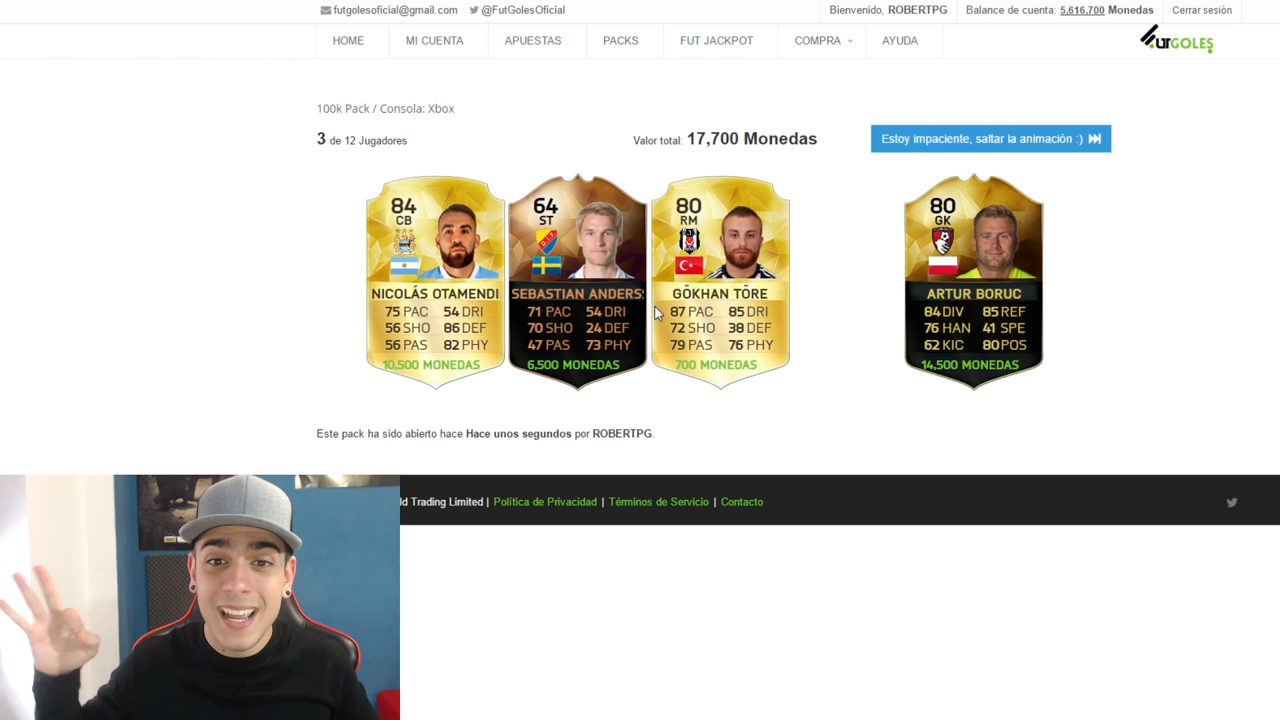 futgolesoficial@gmail.com @FutGolesOficial Bienvenido, ROBERTPG Balance de cuenta: 5,616,700 Monedas Cerrar sesión
HOME MI CUENTA APUESTAS PACKS FUT JACKPOT COMPRA AYUDA FUTGOLES
100k Pack / Consola: Xbox
3 de 12 Jugadores Valor total: 17,700 Monedas Estoy impaciente, saltar la animación :)
84
CB
NICOLÁS OTAMENDI
75 PAC 54 DRI
56 SHO 86 DEF
56 PAS 82 PHY
10,500 MONEDAS
64
ST
SEBASTIAN ANDERS
71 PAC 54 DRI
70 SHO 24 DEF
47 PAS 73 PHY
6,500 MONEDAS
80
RM
GÖKHAN TÖRE
87 PAC 85 DRI
72 SHO 38 DEF
79 PAS 76 PHY
700 MONEDAS
80
GK
ARTUR BORUC
84 DIV 85 REF
76 HAN 41 SPE
62 KIC 80 POS
14,500 MONEDAS
Este pack ha sido abierto hace Hace unos segundos por ROBERTPG.
ld Trading Limited | Política de Privacidad | Términos de Servicio | Contacto